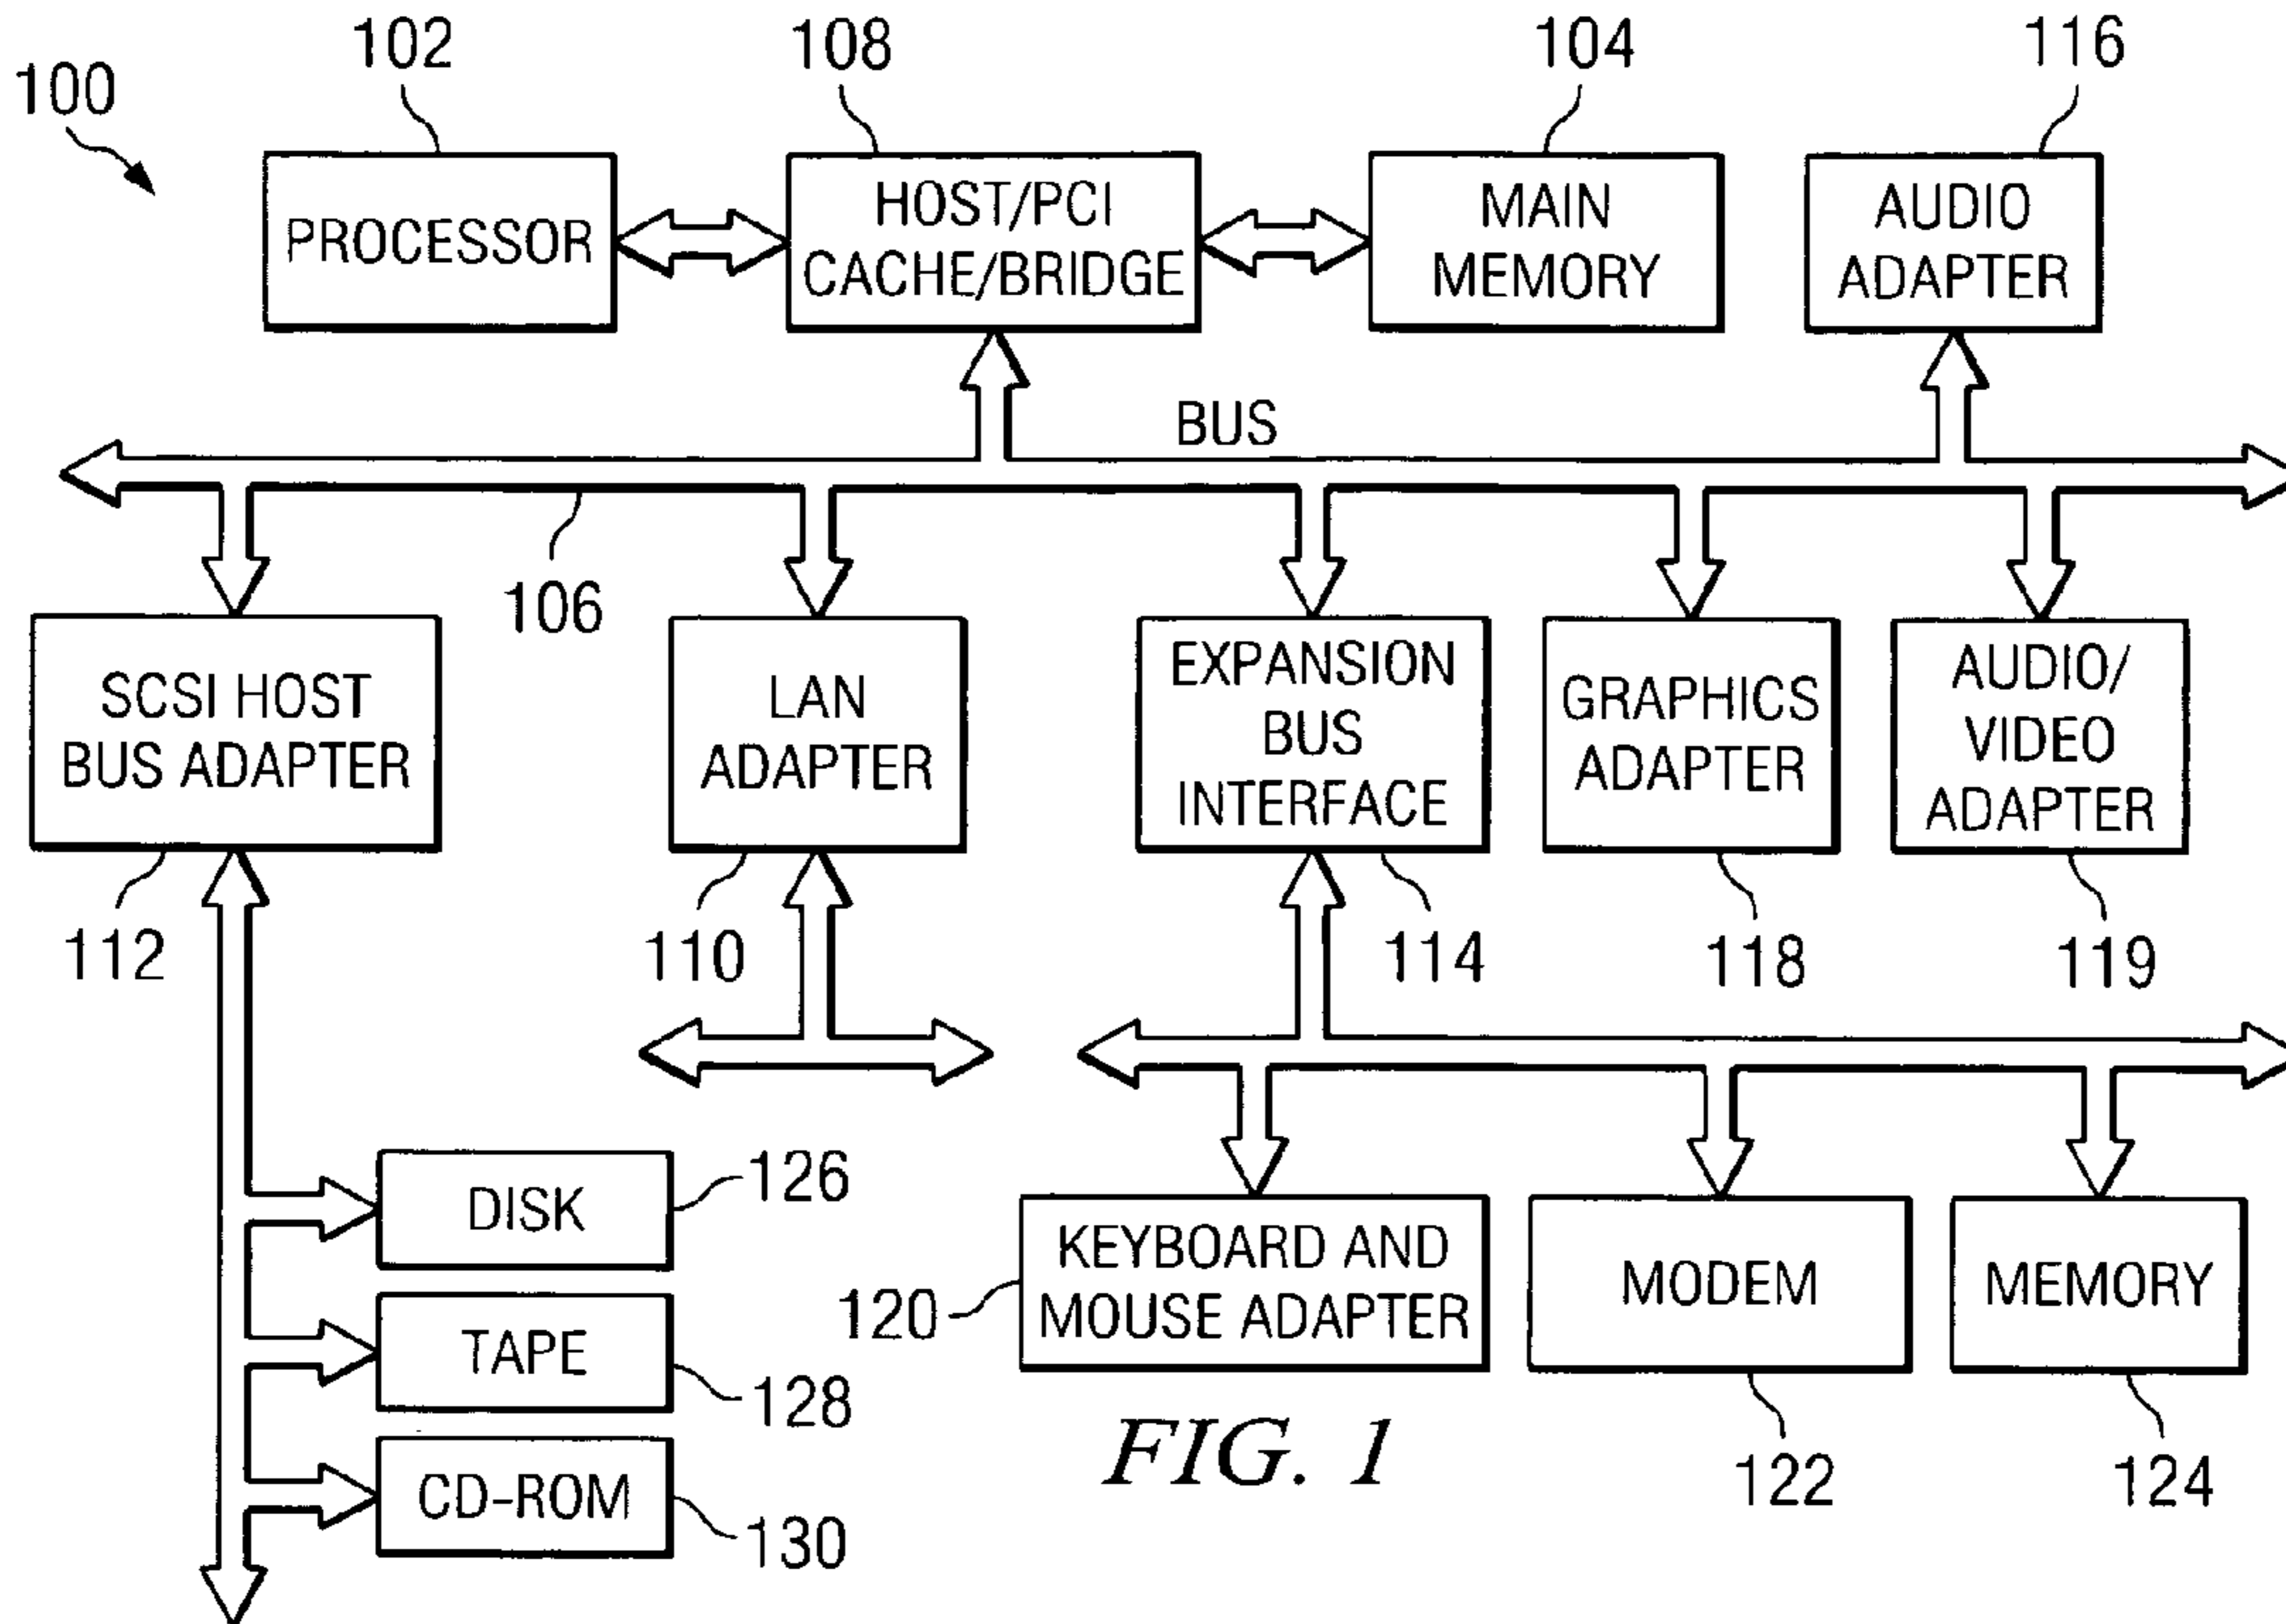 100
102
108
104
116
PROCESSOR
HOST/PCI
CACHE/BRIDGE
MAIN
MEMORY
AUDIO
ADAPTER
BUS
106
SCSI HOST
BUS ADAPTER
LAN
ADAPTER
EXPANSION
BUS
INTERFACE
GRAPHICS
ADAPTER
AUDIO/
VIDEO
ADAPTER
112
110
114
118
119
DISK
126
TAPE
128
CD-ROM
130
120
KEYBOARD AND
MOUSE ADAPTER
MODEM
MEMORY
122
124
FIG. 1